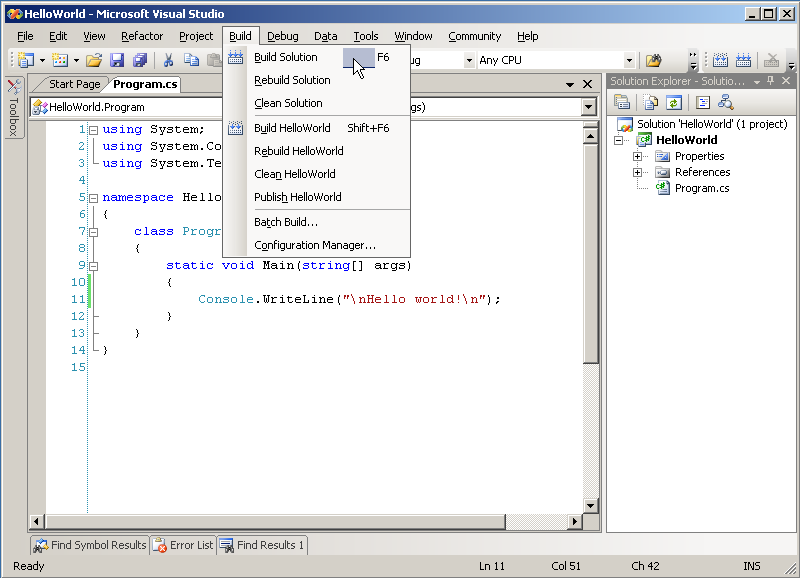 HelloWorld - Microsoft Visual Studio
File Edit View Refactor Project Build Debug Data Tools Window Community Help
ug Any CPU
Build Solution F6
Rebuild Solution
Clean Solution
Build HelloWorld Shift+F6
Rebuild HelloWorld
Clean HelloWorld
Publish HelloWorld
Batch Build...
Configuration Manager...
Toolbox
Start Page Program.cs
HelloWorld.Program gs)
1 using System;
2 using System.Co
3 using System.Te
4
5 namespace Hello
6 {
7 class Progr
8 {
9 static void Main(string[] args)
10 {
11 Console.WriteLine("\nHello world!\n");
12 }
13 }
14 }
15
Solution Explorer - Solutio...
Solution 'HelloWorld' (1 project)
HelloWorld
Properties
References
Program.cs
Find Symbol Results Error List Find Results 1
Ready Ln 11 Col 51 Ch 42 INS